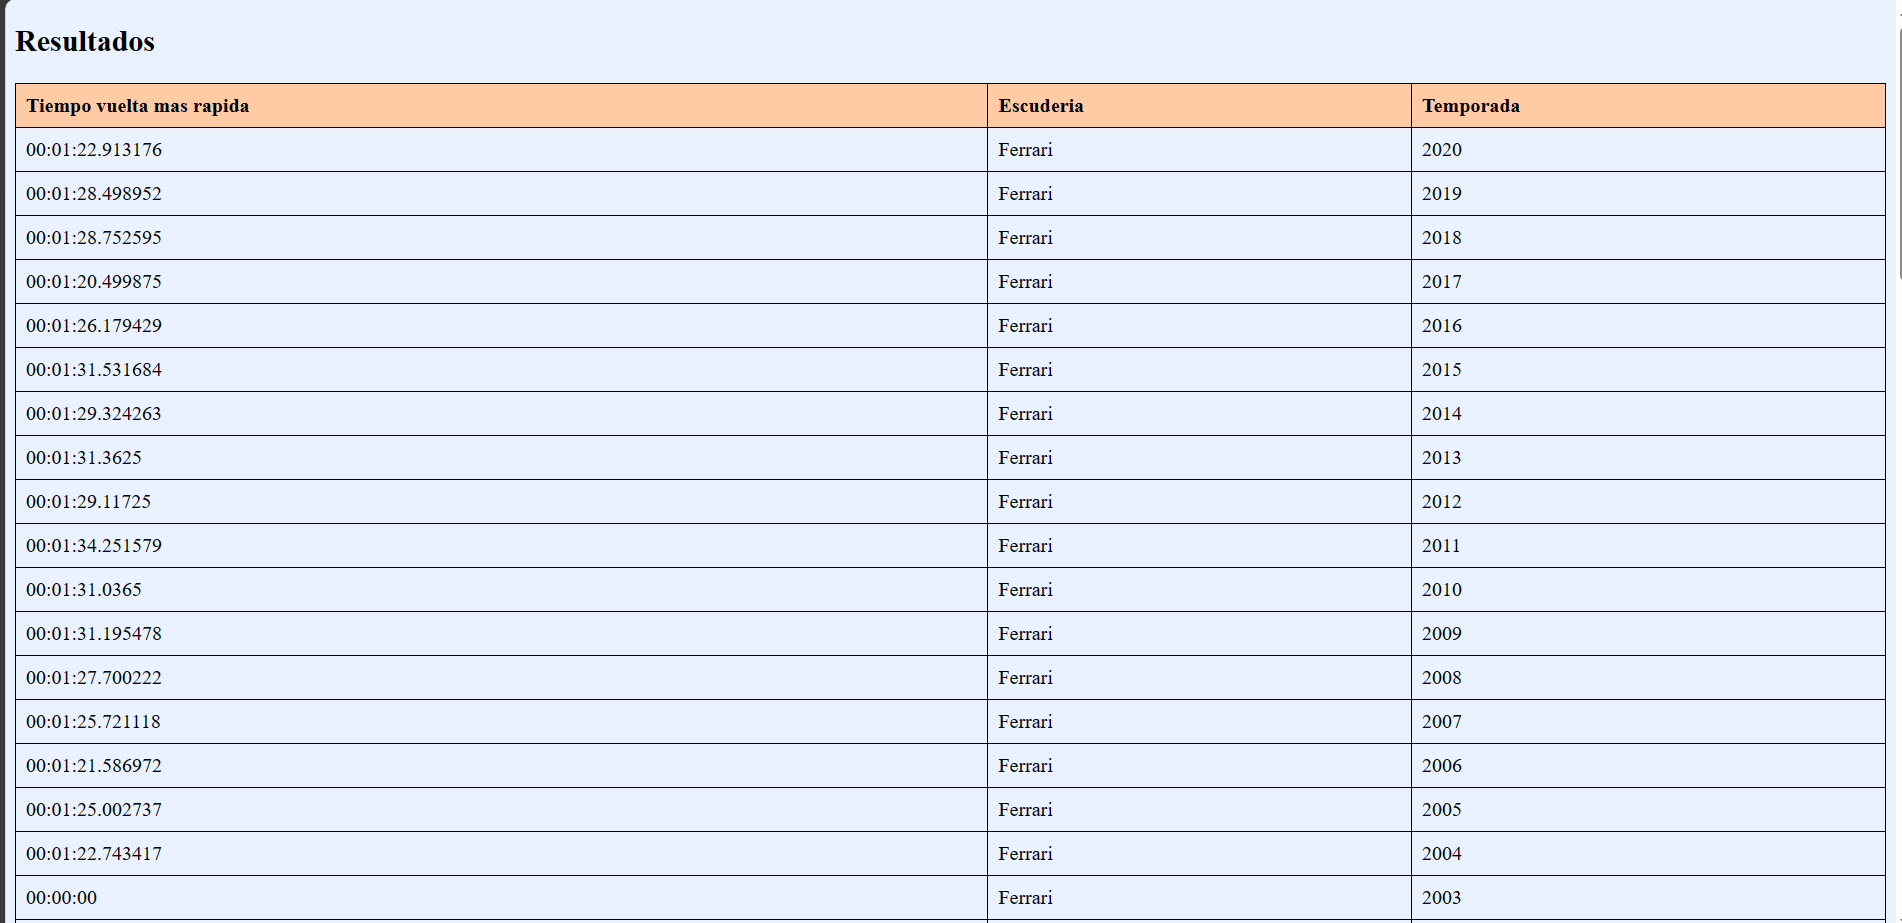 Resultados
Tiempo vuelta mas rapida Escuderia Temporada
00:01:22.913176 Ferrari 2020
00:01:28.498952 Ferrari 2019
00:01:28.752595 Ferrari 2018
00:01:20.499875 Ferrari 2017
00:01:26.179429 Ferrari 2016
00:01:31.531684 Ferrari 2015
00:01:29.324263 Ferrari 2014
00:01:31.3625 Ferrari 2013
00:01:29.11725 Ferrari 2012
00:01:34.251579 Ferrari 2011
00:01:31.0365 Ferrari 2010
00:01:31.195478 Ferrari 2009
00:01:27.700222 Ferrari 2008
00:01:25.721118 Ferrari 2007
00:01:21.586972 Ferrari 2006
00:01:25.002737 Ferrari 2005
00:01:22.743417 Ferrari 2004
00:00:00 Ferrari 2003